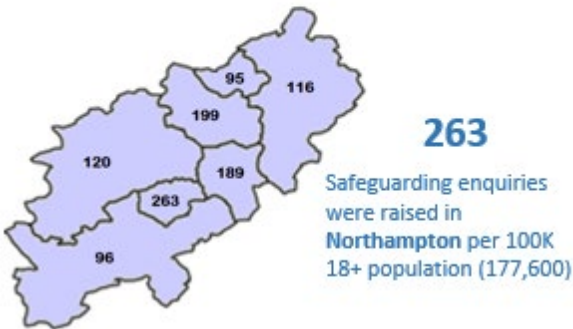 95
116
199
120
189
263
96
263
Safeguarding enquiries
were raised in
Northampton per 100K
18+ population (177,600)